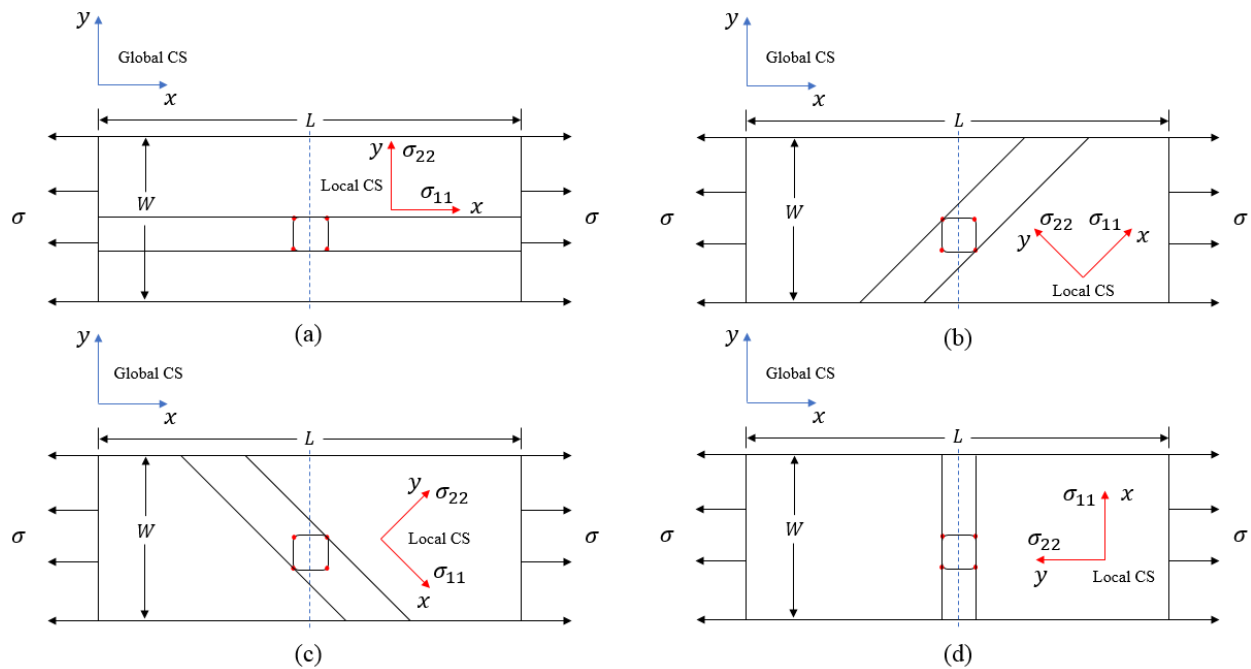 y
Global CS
x
L
y
σ22
W
Local CS
σ11
x
σ
σ
(a)
y
Global CS
x
L
W
σ22
σ11
y
x
σ
Local CS
(b)
y
Global CS
x
L
y
σ22
W
Local CS
σ
σ
σ11
x
(c)
y
Global CS
x
L
σ11
x
W
σ22
σ
σ
y
Local CS
(d)